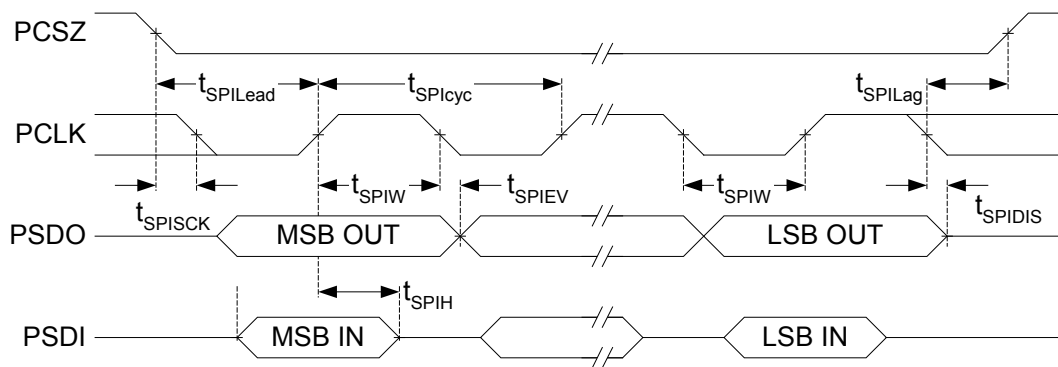 PCSZ
tSPILead
tSPIcyc
tSPILag
PCLK
tSPISCK
tSPIW
tSPIEV
tSPIW
tSPIDIS
PSDO
MSB OUT
LSB OUT
tSPIH
PSDI
MSB IN
LSB IN